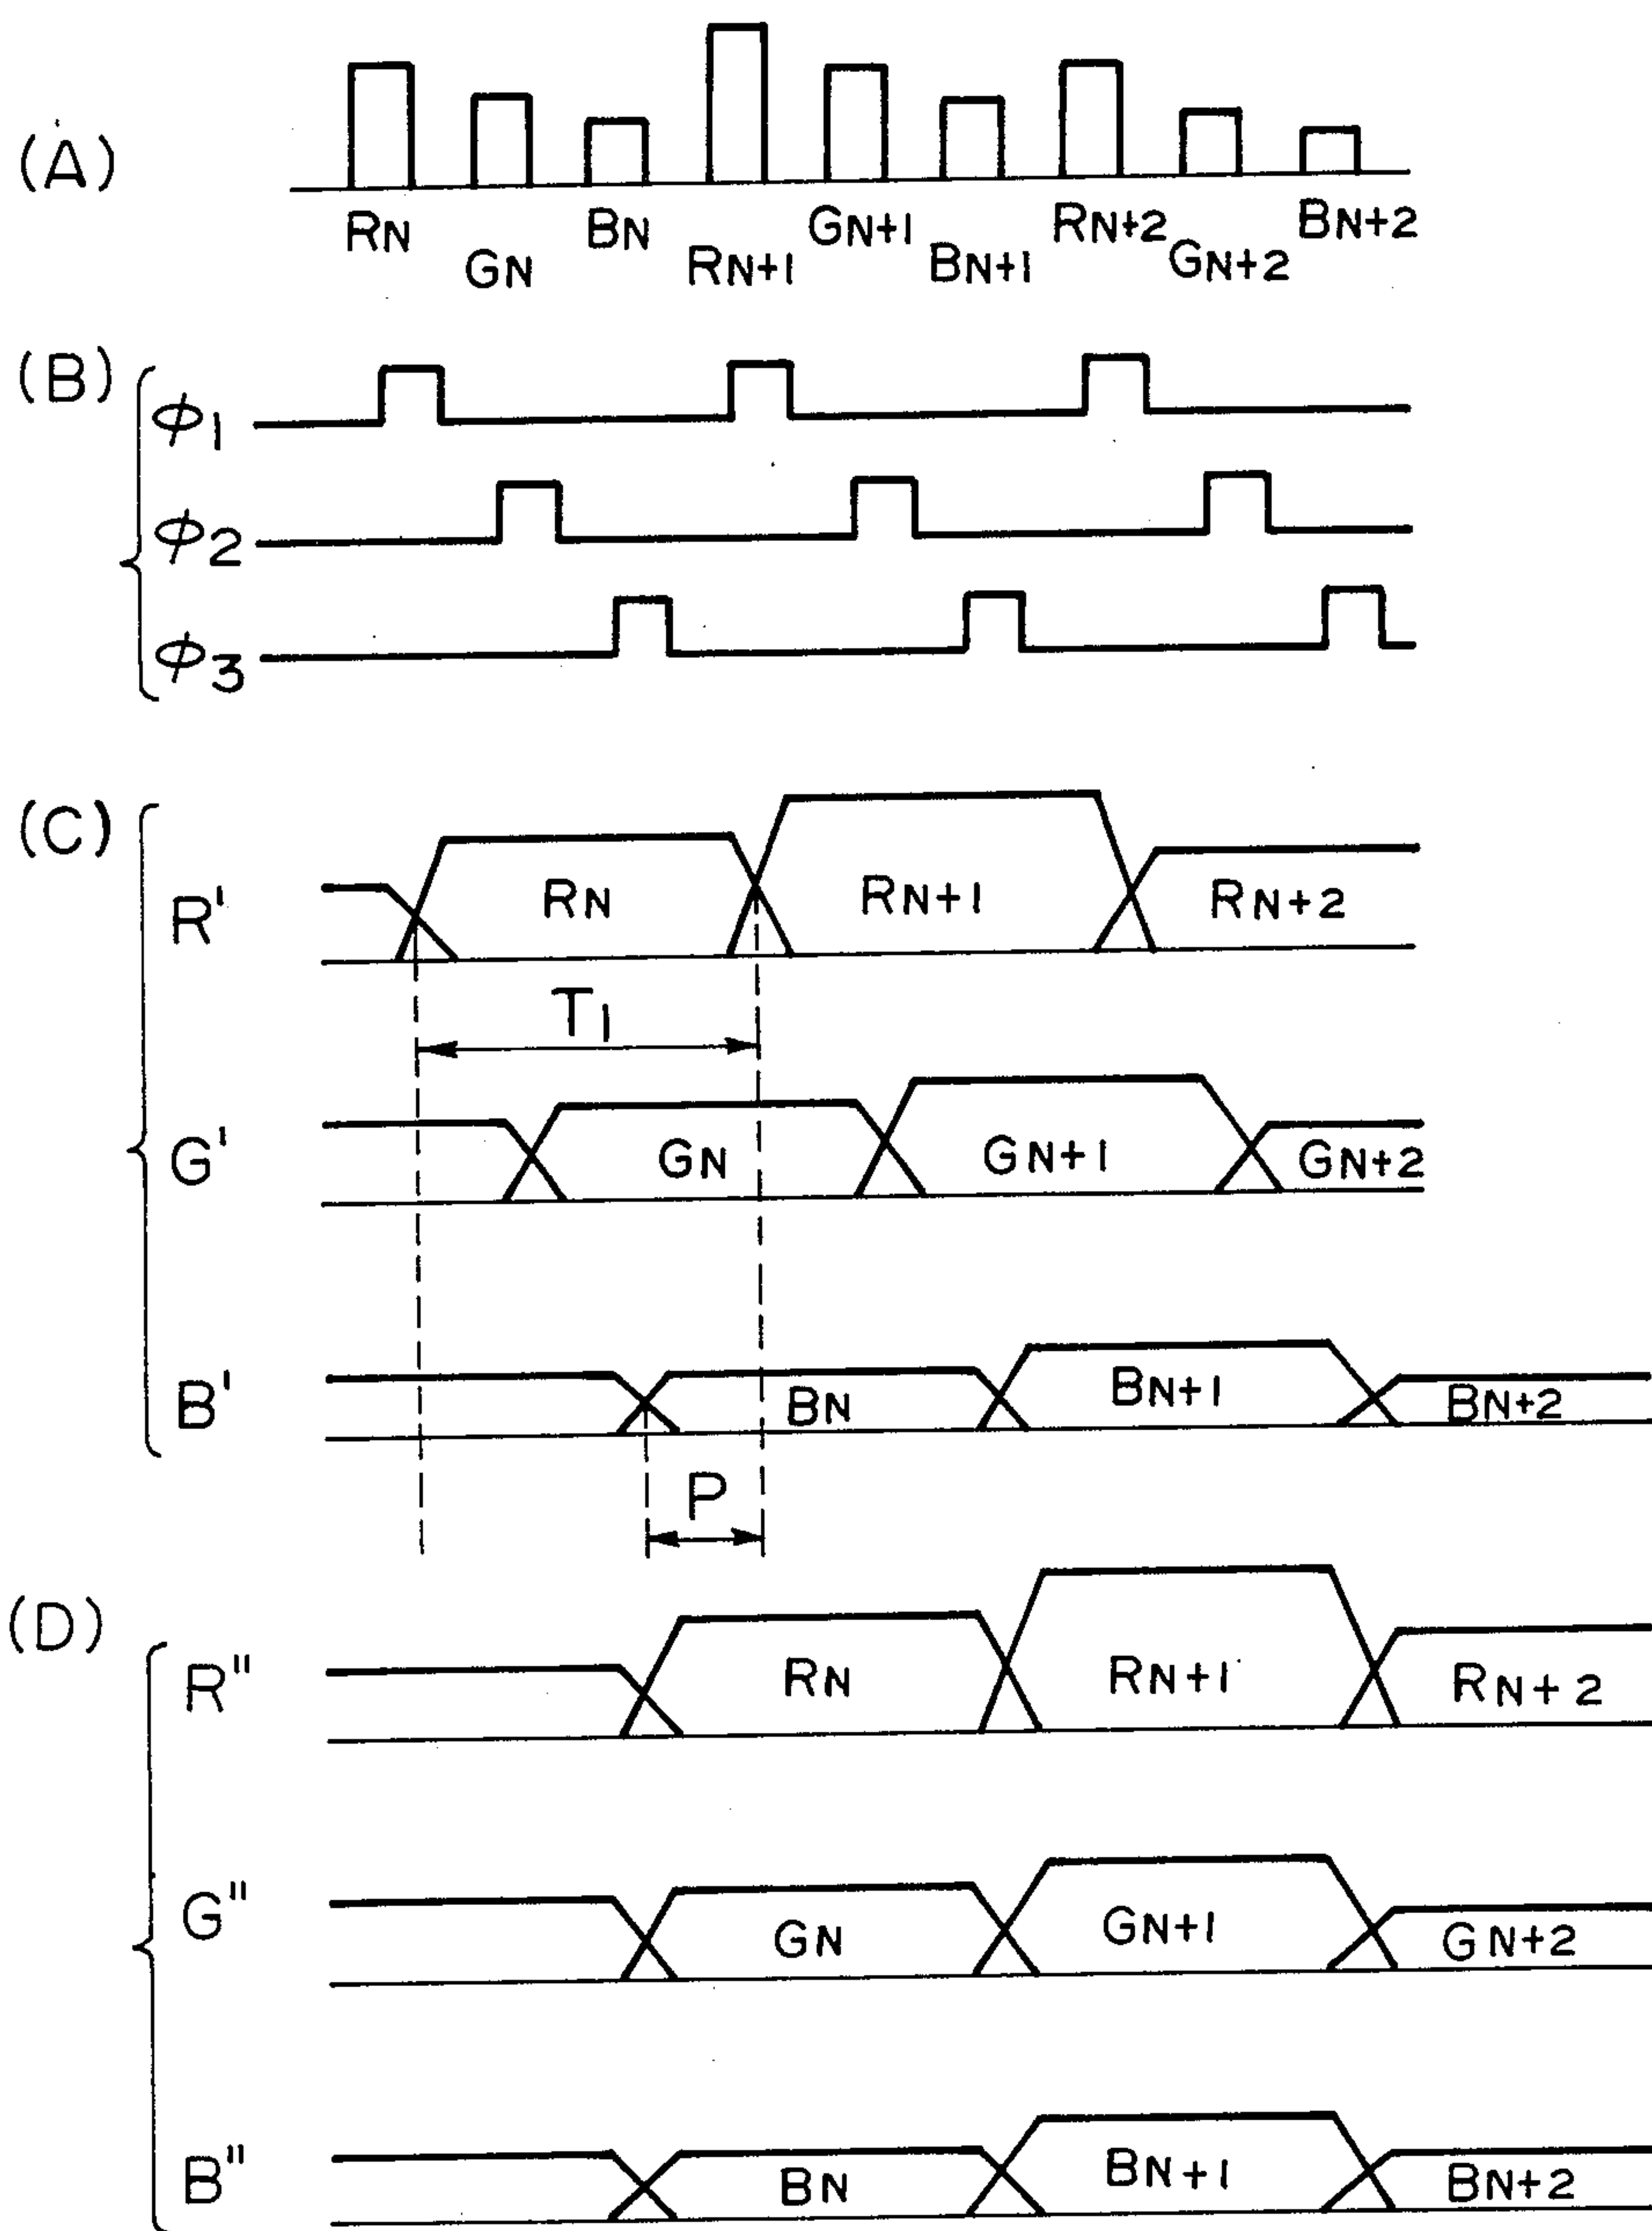 (A)
RN GN BN RN+1 GN+1 BN+1 RN+2 GN+2 BN+2
(B)
ϕ1
ϕ2
ϕ3
(C)
R' RN RN+1 RN+2
T1
G' GN GN+1 GN+2
B' BN BN+1 BN+2
P
(D)
R" RN RN+1 RN+2
G" GN GN+1 GN+2
B" BN BN+1 BN+2